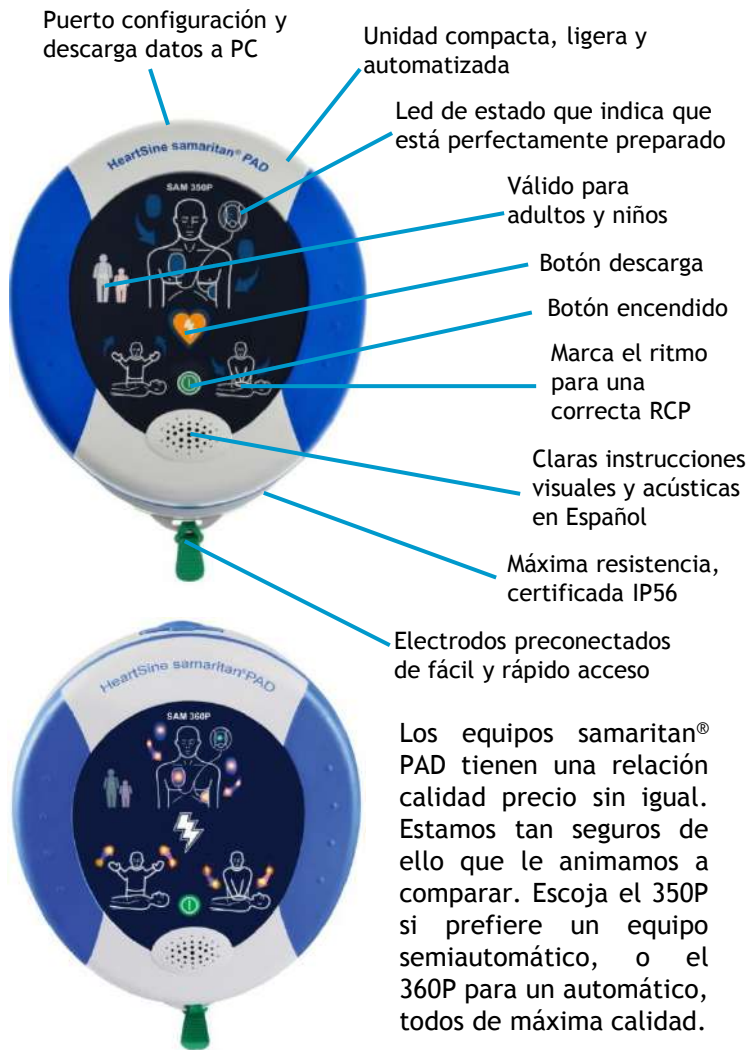 Puerto configuración y
descarga datos a PC
Unidad compacta, ligera y
automatizada
Led de estado que indica que
está perfectamente preparado
HeartSine samaritan® PAD
SAM 350P
Válido para
adultos y niños
Botón descarga
Botón encendido
Marca el ritmo
para una
correcta RCP
Claras instrucciones
visuales y acústicas
en Español
Máxima resistencia,
certificada IP56
Electrodos preconectados
de fácil y rápido acceso
HeartSine samaritan® PAD
SAM 360P
Los equipos samaritan®
PAD tienen una relación
calidad precio sin igual.
Estamos tan seguros de
ello que le animamos a
comparar. Escoja el 350P
si prefiere un equipo
semiautomático, o el
360P para un automático,
todos de máxima calidad.